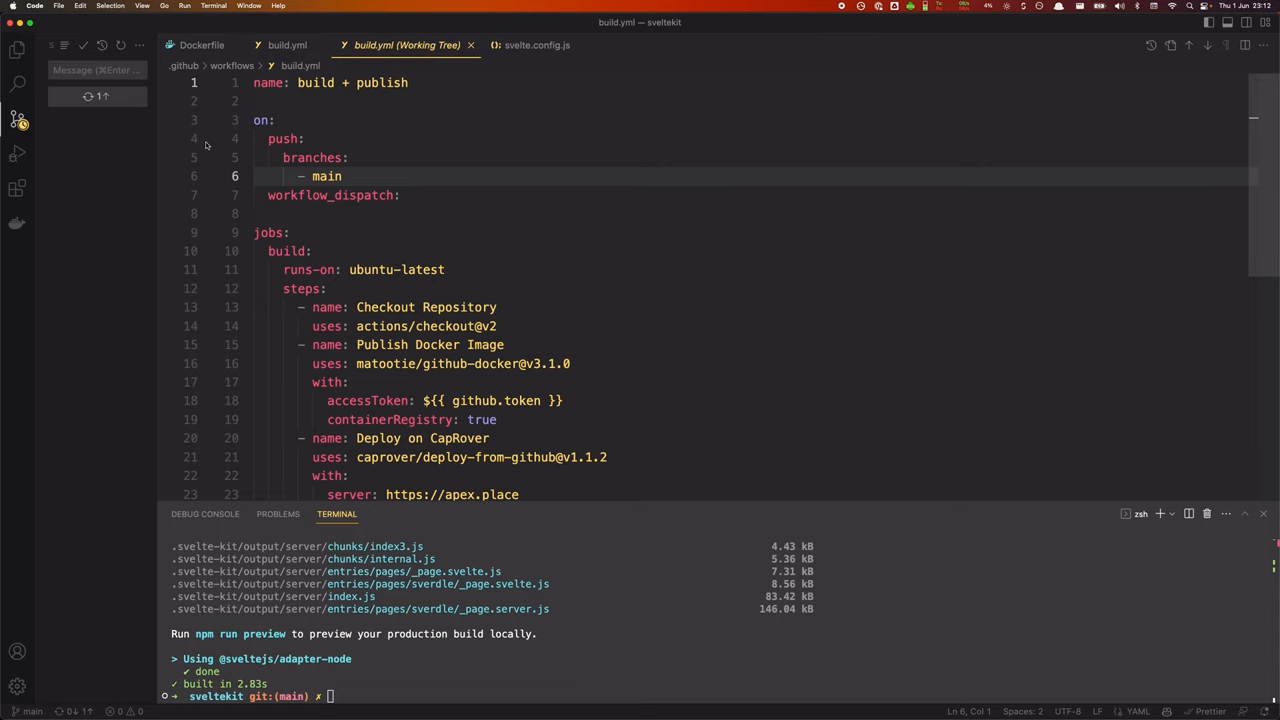 Code File Edit Selection View Go Run Terminal Window Help 4% Thu 1 Jun 23:12
build.yml — sveltekit
S
Message (⌘Enter ...
1↑
Dockerfile build.yml build.yml (Working Tree) svelte.config.js
.github > workflows > build.yml
1 1 name: build + publish
2 2
3 3 on:
4 4 push:
5 5 branches:
6 6 - main
7 7 workflow_dispatch:
8 8
9 9 jobs:
10 10 build:
11 11 runs-on: ubuntu-latest
12 12 steps:
13 13 - name: Checkout Repository
14 14 uses: actions/checkout@v2
15 15 - name: Publish Docker Image
16 16 uses: matootie/github-docker@v3.1.0
17 17 with:
18 18 accessToken: ${{ github.token }}
19 19 containerRegistry: true
20 20 - name: Deploy on CapRover
21 21 uses: caprover/deploy-from-github@v1.1.2
22 22 with:
23 23 server: https://apex.place
DEBUG CONSOLE PROBLEMS TERMINAL zsh
.svelte-kit/output/server/chunks/index3.js 4.43 kB
.svelte-kit/output/server/chunks/internal.js 5.36 kB
.svelte-kit/output/server/entries/pages/_page.svelte.js 7.31 kB
.svelte-kit/output/server/entries/pages/sverdle/_page.svelte.js 8.56 kB
.svelte-kit/output/server/index.js 83.42 kB
.svelte-kit/output/server/entries/pages/sverdle/_page.server.js 146.04 kB
Run npm run preview to preview your production build locally.
> Using @sveltejs/adapter-node
✔ done
✓ built in 2.83s
➜ sveltekit git:(main) ✗
main 0↓ 1↑ 0 0 Ln 6, Col 1 Spaces: 2 UTF-8 LF YAML Prettier